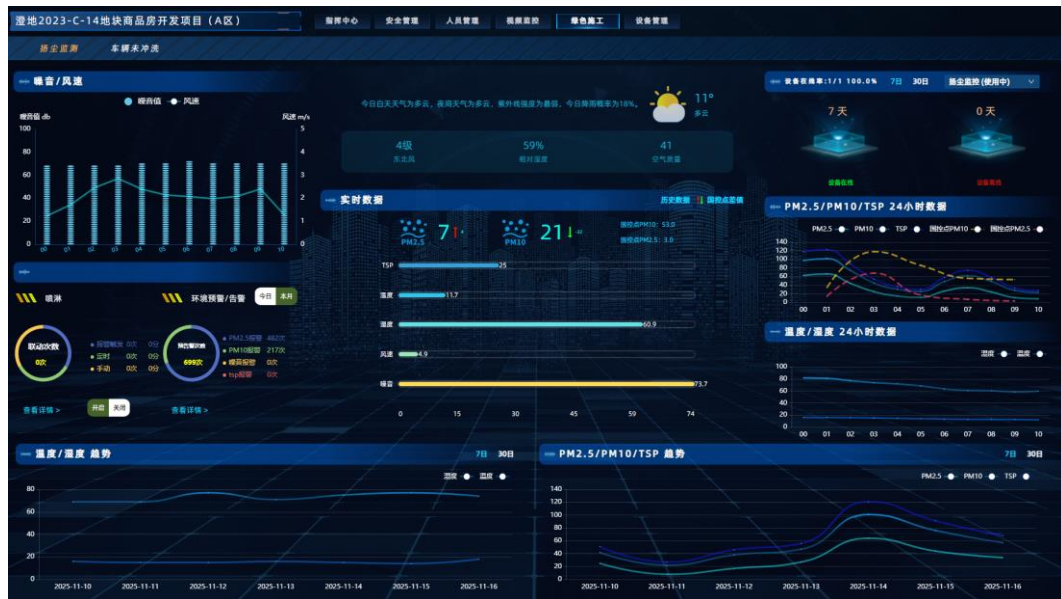 澄地2023-C-14地块商品房开发项目（A区）
指挥中心 安全管理 人员管理 视频监控 绿色施工 设备管理
扬尘监测 车辆未冲洗
噪音/风速
噪音值 风速
噪音值 db 风速 m/s
100 80 60 40 20 0
5 4 3 2 1 0
00 01 02 03 04 05 06 07 08 09 10
今日白天天气为多云，夜间天气为多云，紫外线强度为最弱，今日降雨概率为18%。
11°
多云
4级 59% 41
东北风 相对湿度 空气质量
设备在线率:1/1 100.0% 7日 30日 扬尘监控 (使用中)
7 天 0 天
设备在线 设备离线
实时数据 历史数据 国控点差值
PM2.5 7 PM10 21
国控点PM10: 53.0
国控点PM2.5: 3.0
TSP 25
温度 11.7
湿度 60.9
风速 4.9
噪音 73.7
0 15 30 45 59 74
PM2.5/PM10/TSP 24小时数据
PM2.5 PM10 TSP 国控点PM10 国控点PM2.5
140 120 100 80 60 40 20 0
00 01 02 03 04 05 06 07 08 09 10
喷淋 环境预警/告警 今日 本月
联动次数
0次
报警触发 0次 0分
定时 0次 0分
手动 0次 0分
预告警次数
699次
PM2.5报警 482次
PM10报警 217次
噪音报警 0次
tsp报警 0次
查看详情 > 开启 关闭 查看详情 >
温度/湿度 24小时数据
湿度 温度
100 80 60 40 20 0
00 01 02 03 04 05 06 07 08 09 10
温度/湿度 趋势 7日 30日
湿度 温度
80 60 40 20 0
2025-11-10 2025-11-11 2025-11-12 2025-11-13 2025-11-14 2025-11-15 2025-11-16
PM2.5/PM10/TSP 趋势 7日 30日
PM2.5 PM10 TSP
140 120 100 80 60 40 20 0
2025-11-10 2025-11-11 2025-11-12 2025-11-13 2025-11-14 2025-11-15 2025-11-16